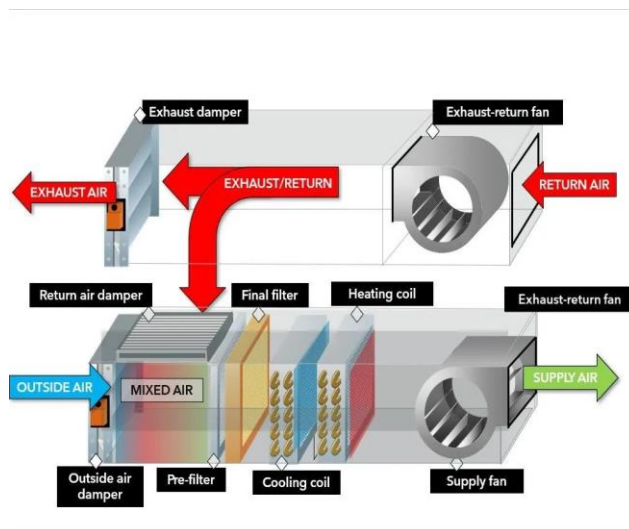 Exhaust damper
Exhaust-return fan
EXHAUST AIR
EXHAUST/RETURN
RETURN AIR
Return air damper
Final filter
Heating coil
Exhaust-return fan
OUTSIDE AIR
MIXED AIR
SUPPLY AIR
Outside air
damper
Pre-filter
Cooling coil
Supply fan